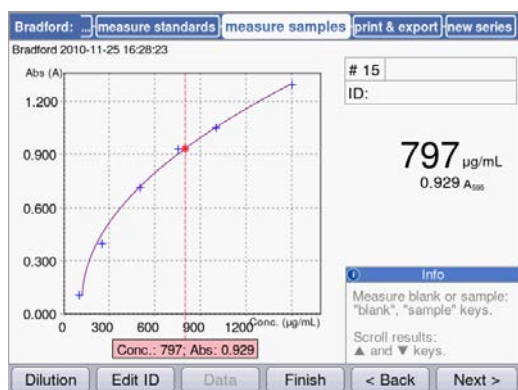 Bradford: ... measure standards measure samples print & export new series
Bradford 2010-11-25 16:28:23
Abs (A)
1.200
0.900
0.600
0.300
0.000
0 300 600 900 1200 Conc. (µg/mL)
Conc.: 797; Abs: 0.929
# 15
ID:
797 µg/mL
0.929 A595
Info
Measure blank or sample:
"blank", "sample" keys.
Scroll results:
▲ and ▼ keys.
Dilution Edit ID Data Finish < Back Next >